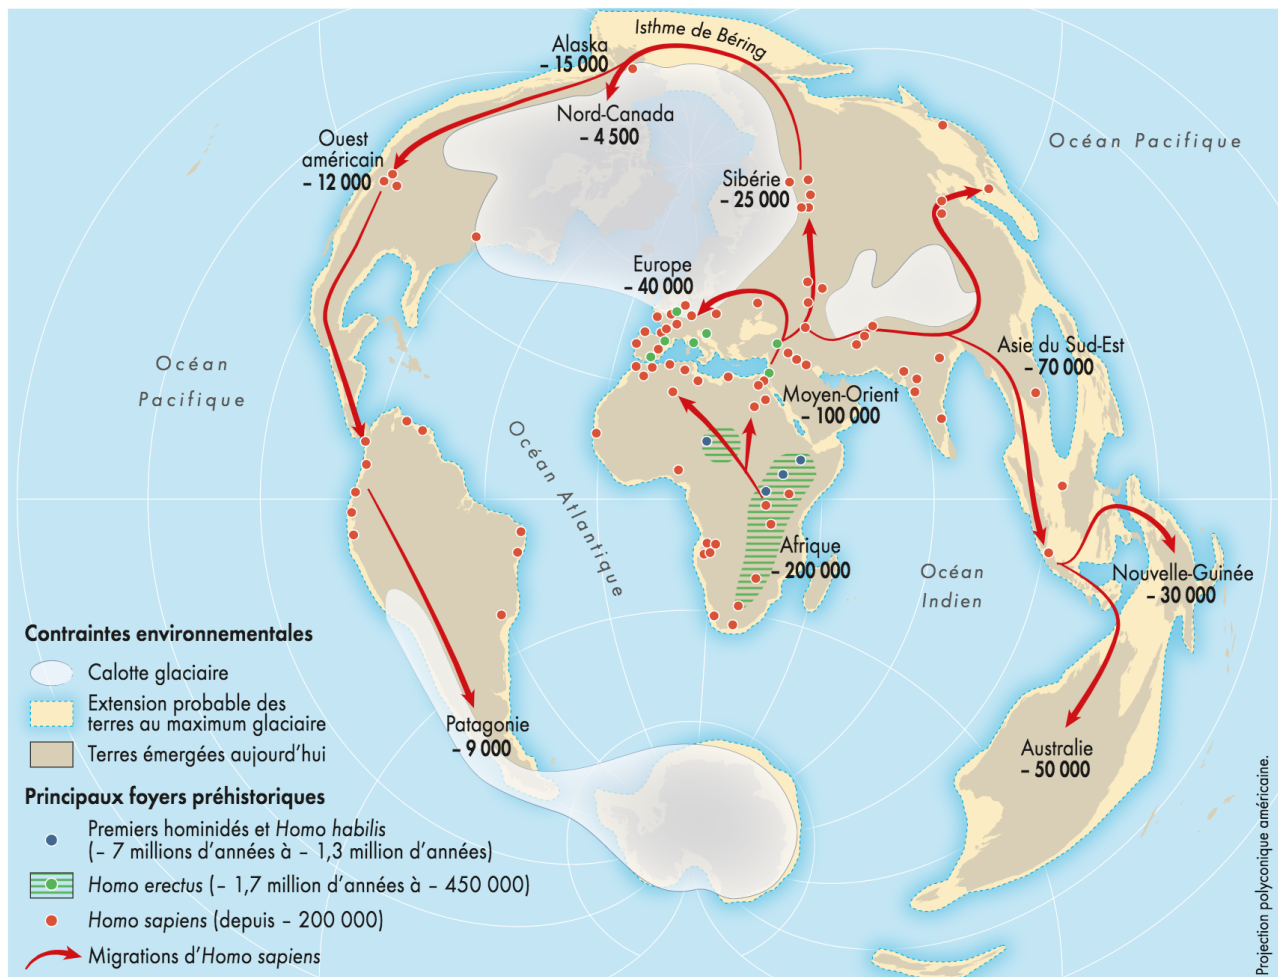 Isthme de Béring
Alaska
– 15 000
Nord-Canada
– 4 500
Océan Pacifique
Ouest
américain
– 12 000
Sibérie
– 25 000
Europe
– 40 000
Asie du Sud-Est
– 70 000
Océan
Pacifique
Moyen-Orient
– 100 000
Océan Atlantique
Afrique
– 200 000
Océan
Indien
Nouvelle-Guinée
– 30 000
Patagonie
– 9 000
Australie
– 50 000
Contraintes environnementales
Calotte glaciaire
Extension probable des
terres au maximum glaciaire
Terres émergées aujourd’hui
Principaux foyers préhistoriques
Premiers hominidés et Homo habilis
(– 7 millions d’années à – 1,3 million d’années)
Homo erectus (– 1,7 million d’années à – 450 000)
Homo sapiens (depuis – 200 000)
Migrations d’Homo sapiens
Projection polyconique américaine.